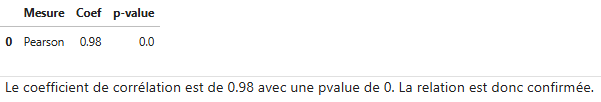 Mesure Coef p-value
0 Pearson 0.98 0.0
Le coefficient de corrélation est de 0.98 avec une pvalue de 0. La relation est donc confirmée.